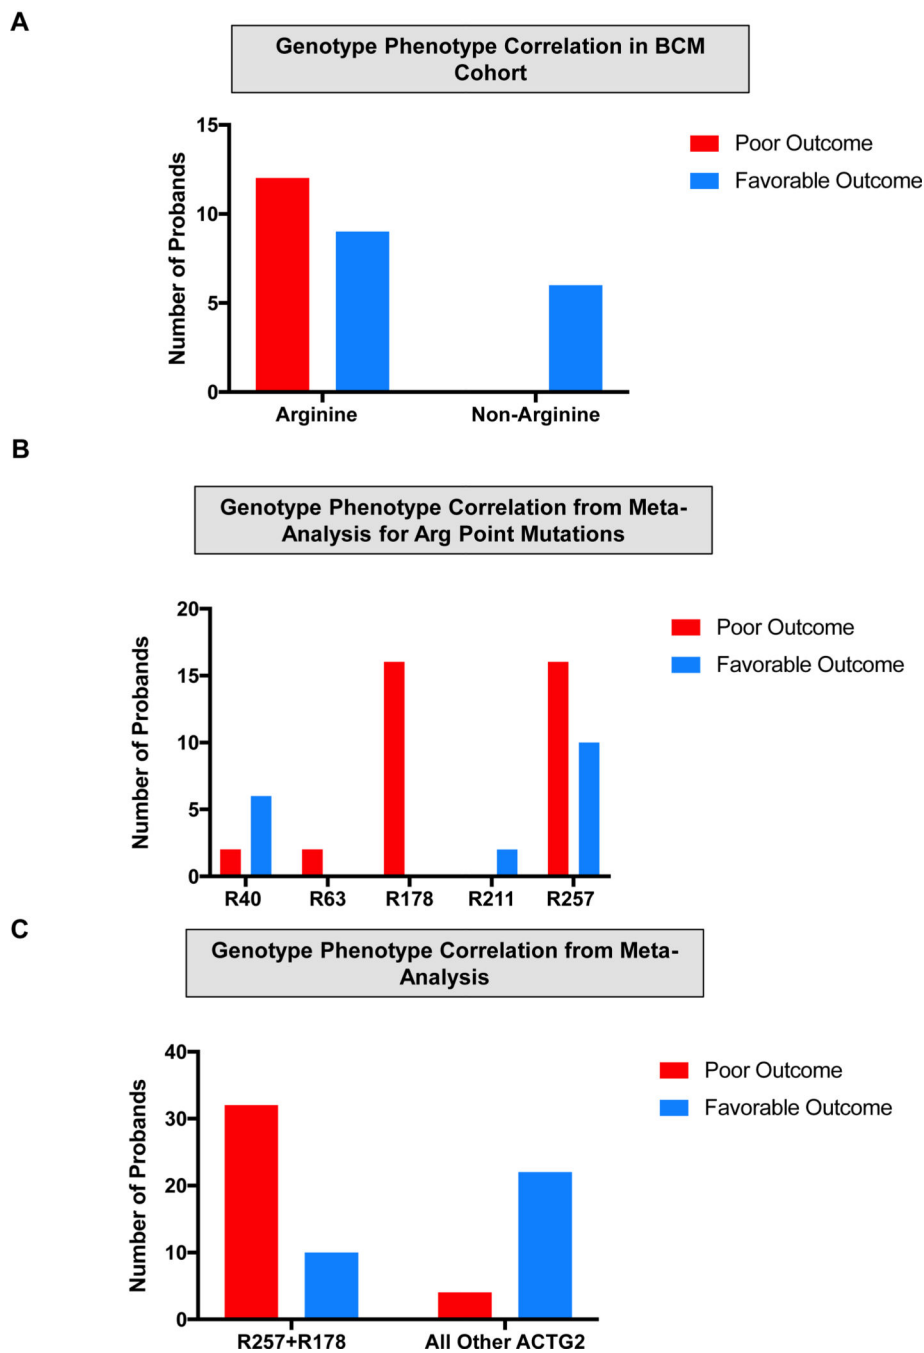 A
Genotype Phenotype Correlation in BCM
Cohort
15
10
5
0
Number of Probands
Poor Outcome
Favorable Outcome
Arginine
Non-Arginine
B
Genotype Phenotype Correlation from Meta-
Analysis for Arg Point Mutations
20
15
10
5
0
Number of Probands
Poor Outcome
Favorable Outcome
R40
R63
R178
R211
R257
C
Genotype Phenotype Correlation from Meta-
Analysis
40
30
20
10
0
Number of Probands
Poor Outcome
Favorable Outcome
R257+R178
All Other ACTG2